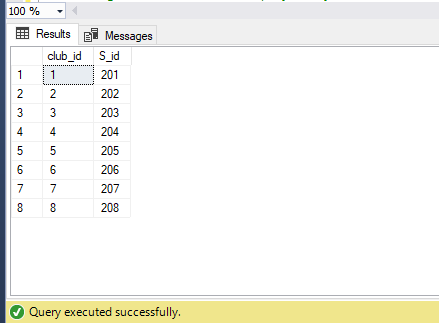 100 %
Results Messages
club_id S_id
1 1 201
2 2 202
3 3 203
4 4 204
5 5 205
6 6 206
7 7 207
8 8 208
Query executed successfully.